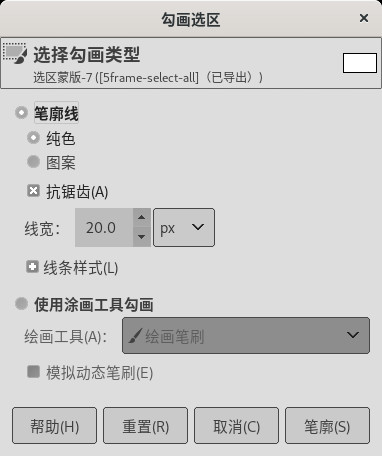 勾画选区
选择勾画类型
选区蒙版-7 ([5frame-select-all]（已导出）)
笔廓线
纯色
图案
抗锯齿(A)
线宽： 20.0 px
线条样式(L)
使用涂画工具勾画
绘画工具(A)： 绘画笔刷
模拟动态笔刷(E)
帮助(H) 重置(R) 取消(C) 笔廓(S)